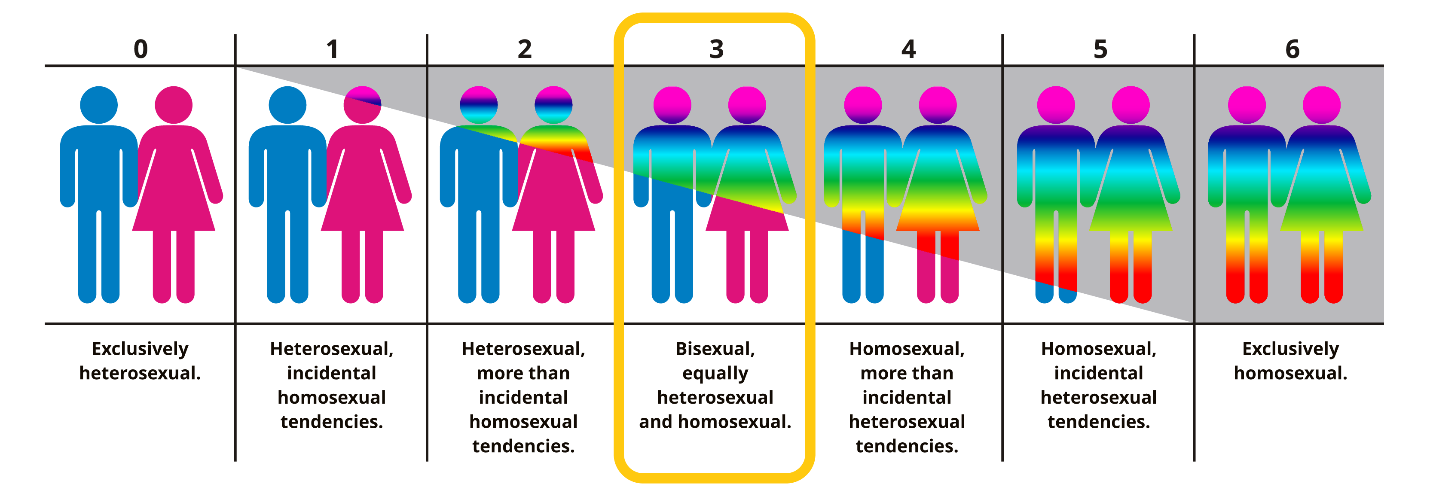 0 1 2 3 4 5 6
Exclusively
heterosexual.
Heterosexual,
incidental
homosexual
tendencies.
Heterosexual,
more than
incidental
homosexual
tendencies.
Bisexual,
equally
heterosexual
and homosexual.
Homosexual,
more than
incidental
heterosexual
tendencies.
Homosexual,
incidental
heterosexual
tendencies.
Exclusively
homosexual.